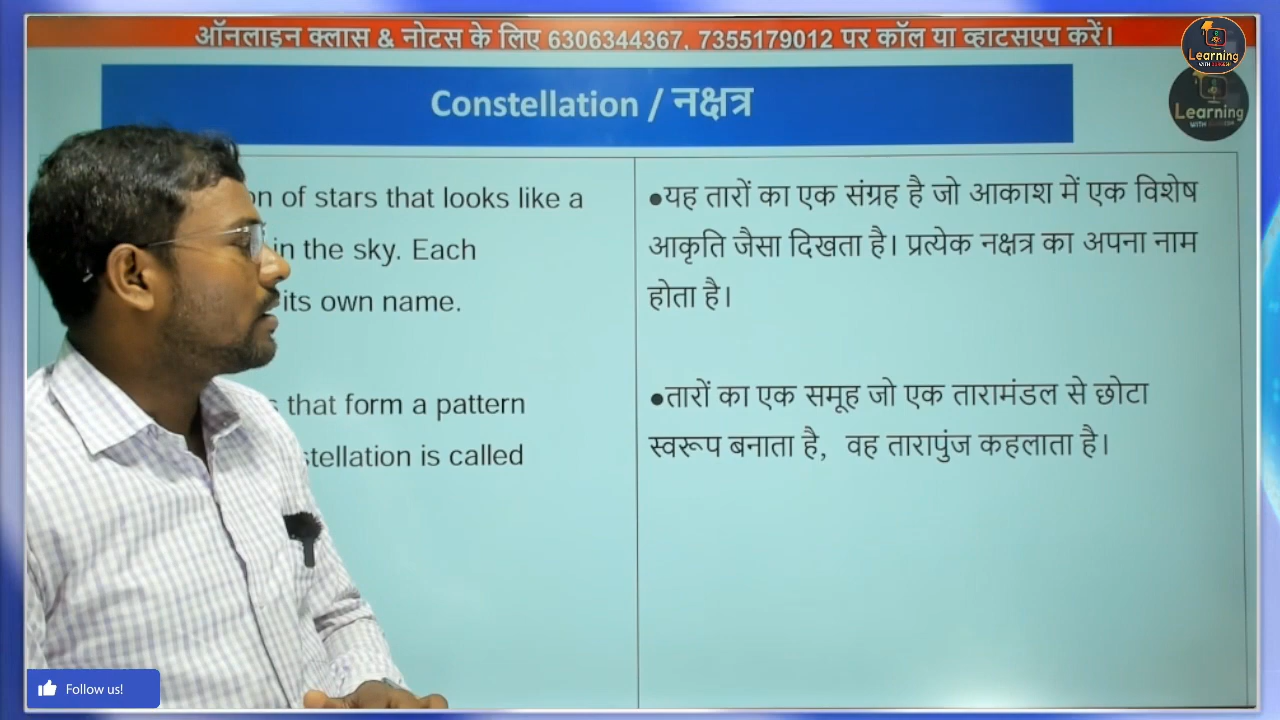 ऑनलाइन क्लास & नोटस के लिए 6306344367, 7355179012 पर कॉल या व्हाटसएप करें।
Learning
Constellation / नक्षत्र
Learning
of stars that looks like a
in the sky. Each
its own name.
that form a pattern
is called
●यह तारों का एक संग्रह है जो आकाश में एक विशेष
आकृति जैसा दिखता है। प्रत्येक नक्षत्र का अपना नाम
होता है।
●तारों का एक समूह जो एक तारामंडल से छोटा
स्वरूप बनाता है, वह तारापुंज कहलाता है।
Follow us!